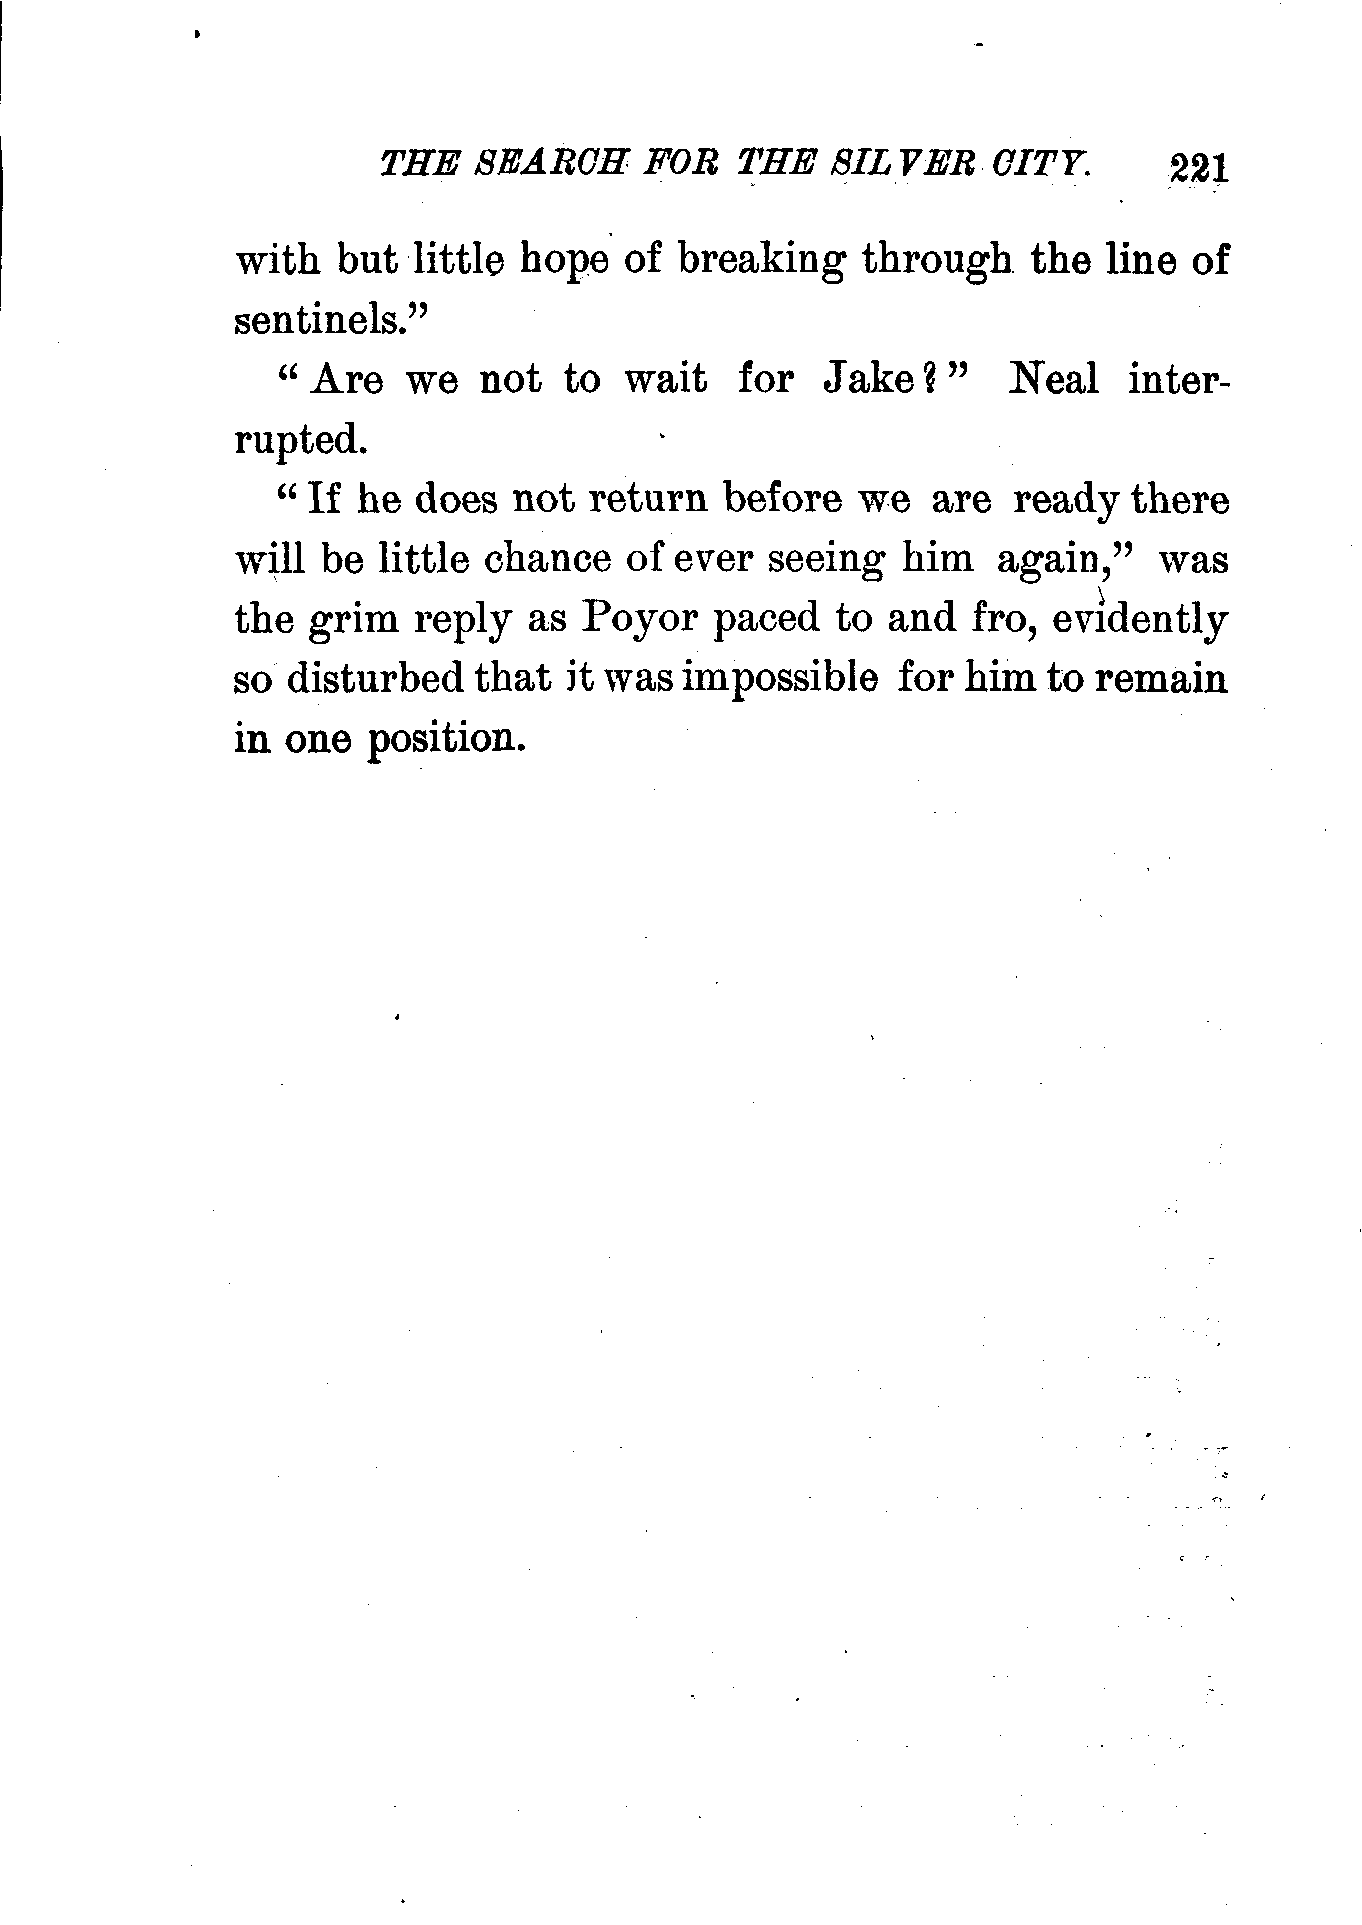 THE SEARCH FOR THE SILVER CITY. 221
with but little hope of breaking through the line of
sentinels.”
“Are we not to wait for Jake?” Neal inter-
rupted.
“If he does not return before we are ready there
will be little chance of ever seeing him again,” was
the grim reply as Poyor paced to and fro, evidently
so disturbed that it was impossible for him to remain
in one position.